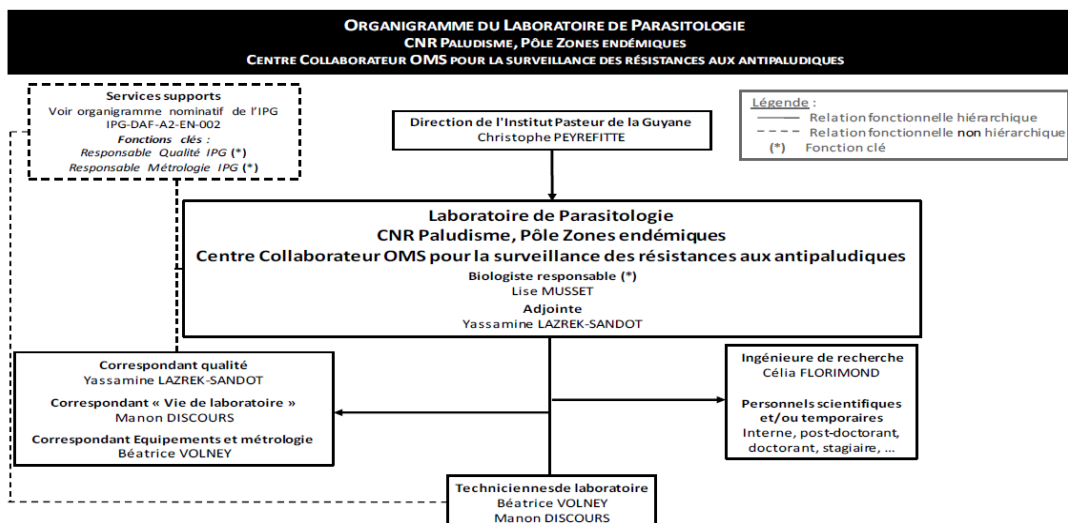 ORGANIGRAMME DU LABORATOIRE DE PARASITOLOGIE
CNR PALUDISME, PÔLE ZONES ENDÉMIQUES
CENTRE COLLABORATEUR OMS POUR LA SURVEILLANCE DES RÉSISTANCES AUX ANTIPALUDIQUES
Services supports
Voir organigramme nominatif de l'IPG
IPG-DAF-A2-EN-002
Fonctions clés :
Responsable Qualité IPG (*)
Responsable Métrologie IPG (*)
Direction de l'Institut Pasteur de la Guyane
Christophe PEYREFITTE
Légende :
Relation fonctionnelle hiérarchique
Relation fonctionnelle non hiérarchique
(*) Fonction clé
Laboratoire de Parasitologie
CNR Paludisme, Pôle Zones endémiques
Centre Collaborateur OMS pour la surveillance des résistances aux antipaludiques
Biologiste responsable (*)
Lise MUSSET
Adjointe
Yassamine LAZREK-SANDOT
Correspondant qualité
Yassamine LAZREK-SANDOT
Correspondant « Vie de laboratoire »
Manon DISCOURS
Correspondant Equipements et métrologie
Béatrice VOLNEY
Ingénieure de recherche
Célia FLORIMOND
Personnels scientifiques
et/ou temporaires
Interne, post-doctorant,
doctorant, stagiaire, ...
Techniciennesde laboratoire
Béatrice VOLNEY
Manon DISCOURS